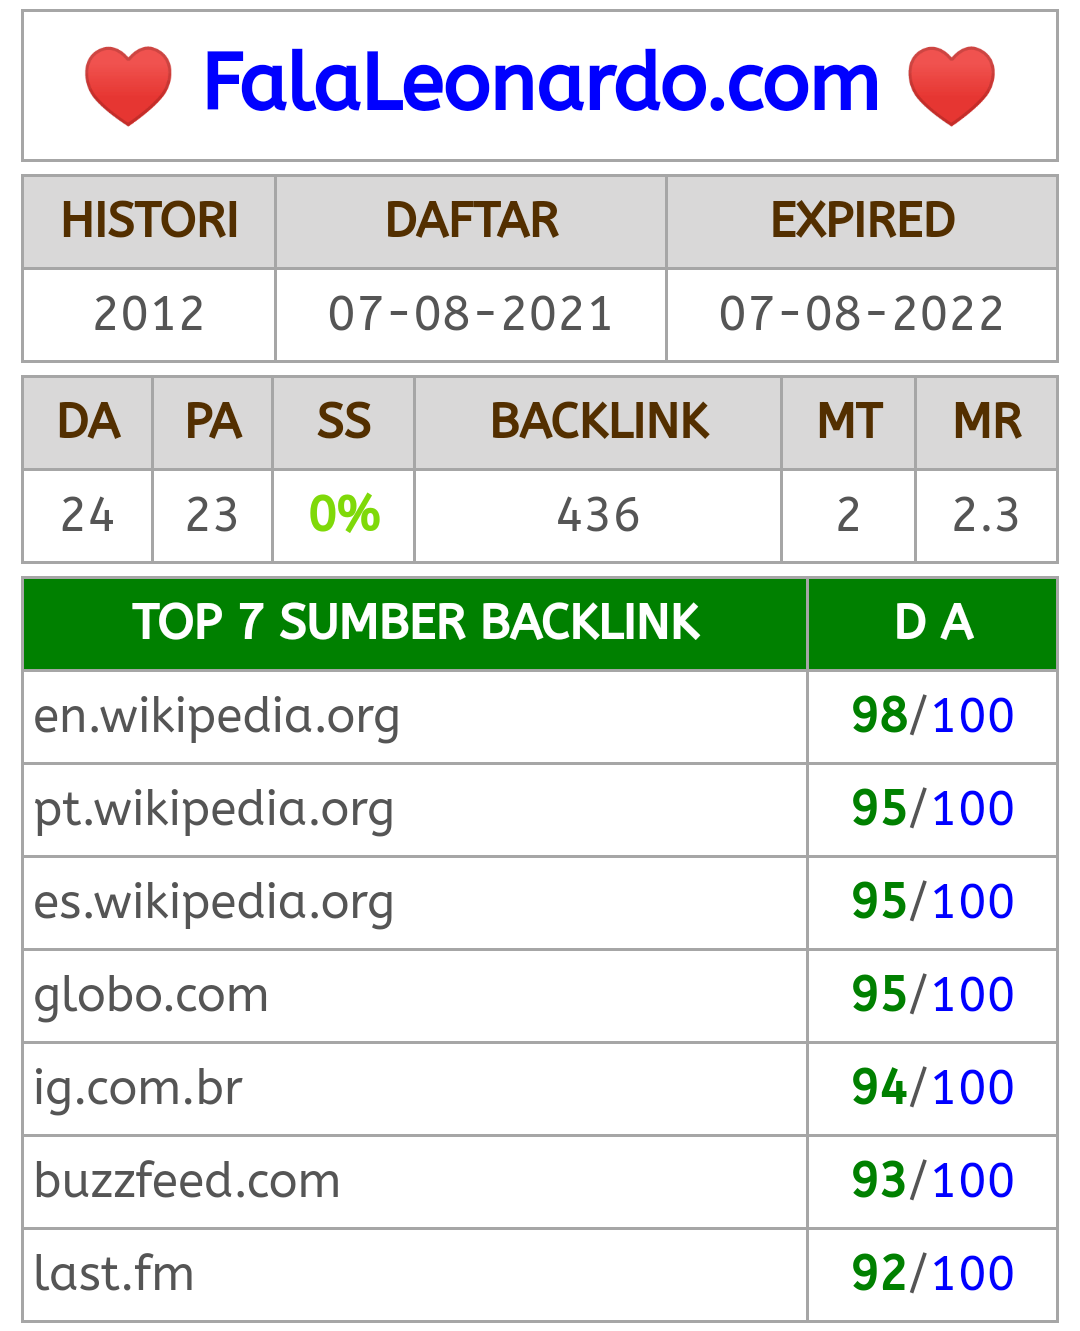 FalaLeonardo.com
HISTORI DAFTAR EXPIRED
2012 07-08-2021 07-08-2022
DA PA SS BACKLINK MT MR
24 23 0% 436 2 2.3
TOP 7 SUMBER BACKLINK D A
en.wikipedia.org 98/100
pt.wikipedia.org 95/100
es.wikipedia.org 95/100
globo.com 95/100
ig.com.br 94/100
buzzfeed.com 93/100
last.fm 92/100